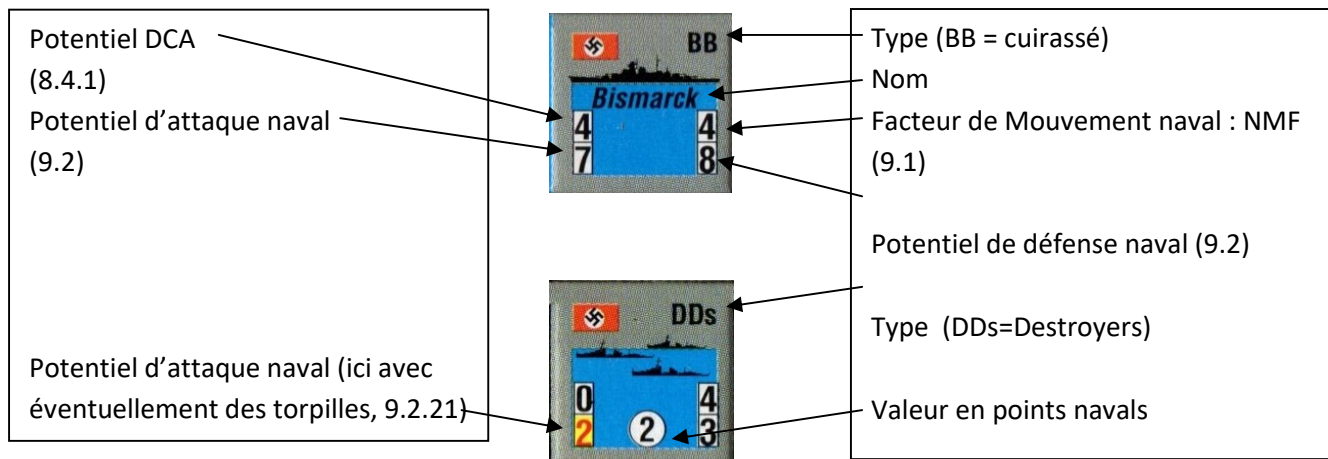 Potentiel DCA
(8.4.1)
Potentiel d’attaque naval
(9.2)
Potentiel d’attaque naval (ici avec
éventuellement des torpilles, 9.2.21)
BB
Bismarck
4 4
7 8
DDs
0 4
2 2 3
Type (BB = cuirassé)
Nom
Facteur de Mouvement naval : NMF
(9.1)
Potentiel de défense naval (9.2)
Type (DDs=Destroyers)
Valeur en points navals